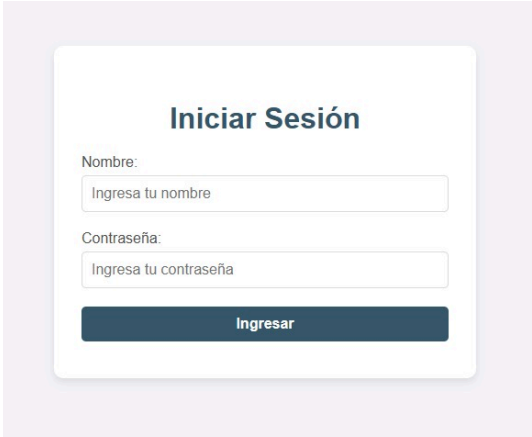 Iniciar Sesión
Nombre:
Ingresa tu nombre
Contraseña:
Ingresa tu contraseña
Ingresar